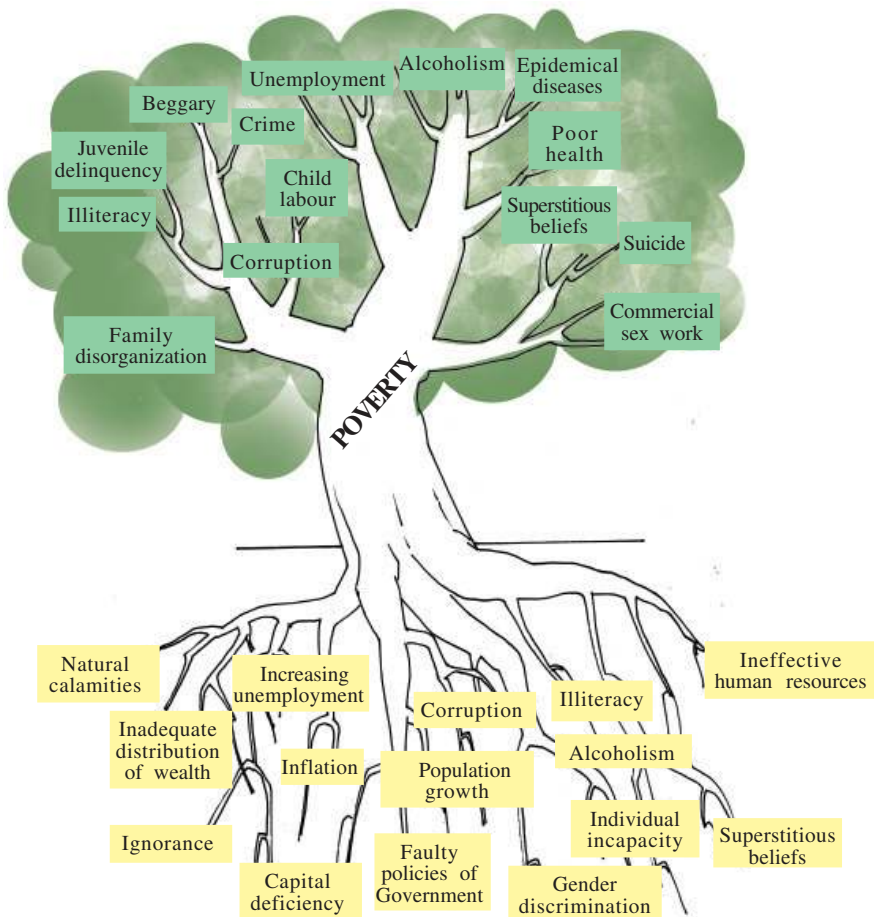 Alcoholism
Unemployment
Epidemical
diseases
Beggary
Crime
Poor
health
Juvenile
delinquency
Child
labour
Illiteracy
Superstitious
beliefs
Suicide
Corruption
Commercial
sex work
Family
disorganization
POVERTY
Natural
calamities
Increasing
unemployment
Ineffective
human resources
Corruption
Illiteracy
Inadequate
distribution
of wealth
Inflation
Population
growth
Alcoholism
Ignorance
Individual
incapacity
Superstitious
beliefs
Faulty
policies of
Government
Capital
deficiency
Gender
discrimination